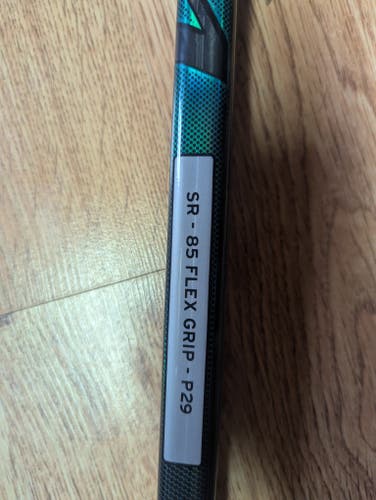 SR - 85 FLEX GRIP - P29